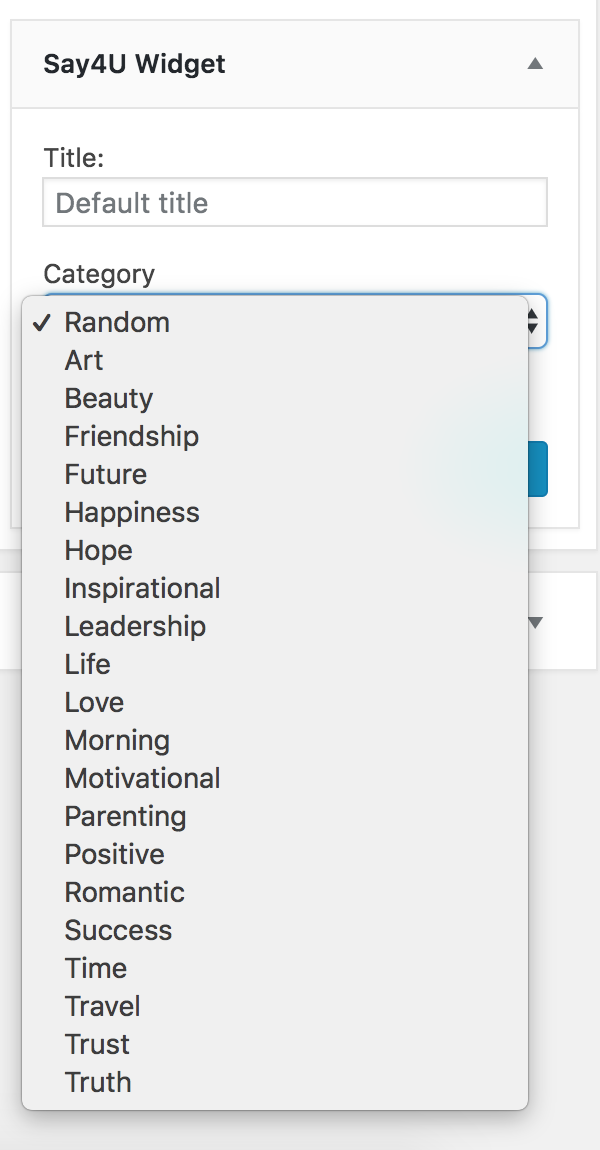 Say4U Widget
Title:
Default title
Category
Random
Art
Beauty
Friendship
Future
Happiness
Hope
Inspirational
Leadership
Life
Love
Morning
Motivational
Parenting
Positive
Romantic
Success
Time
Travel
Trust
Truth